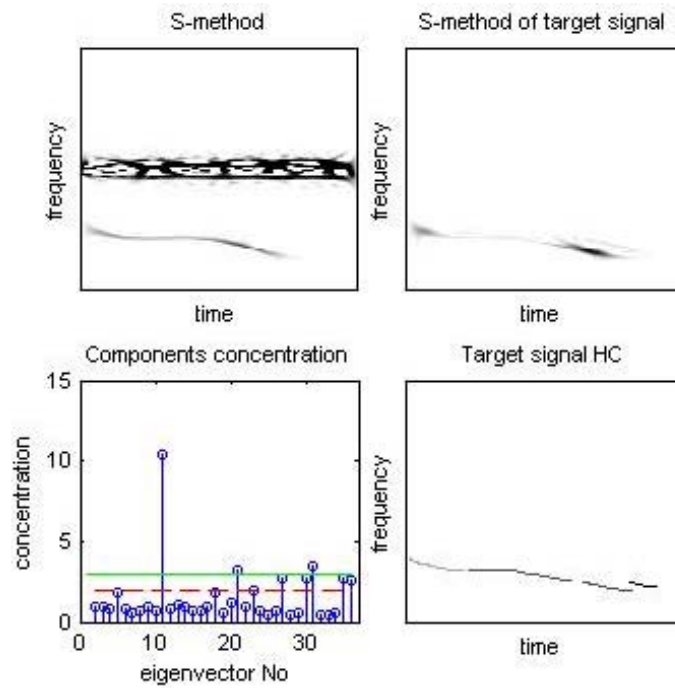 S-method
frequency
time
S-method of target signal
frequency
time
Components concentration
concentration
15
10
5
0
0 10 20 30
eigenvector No
Target signal HC
frequency
time